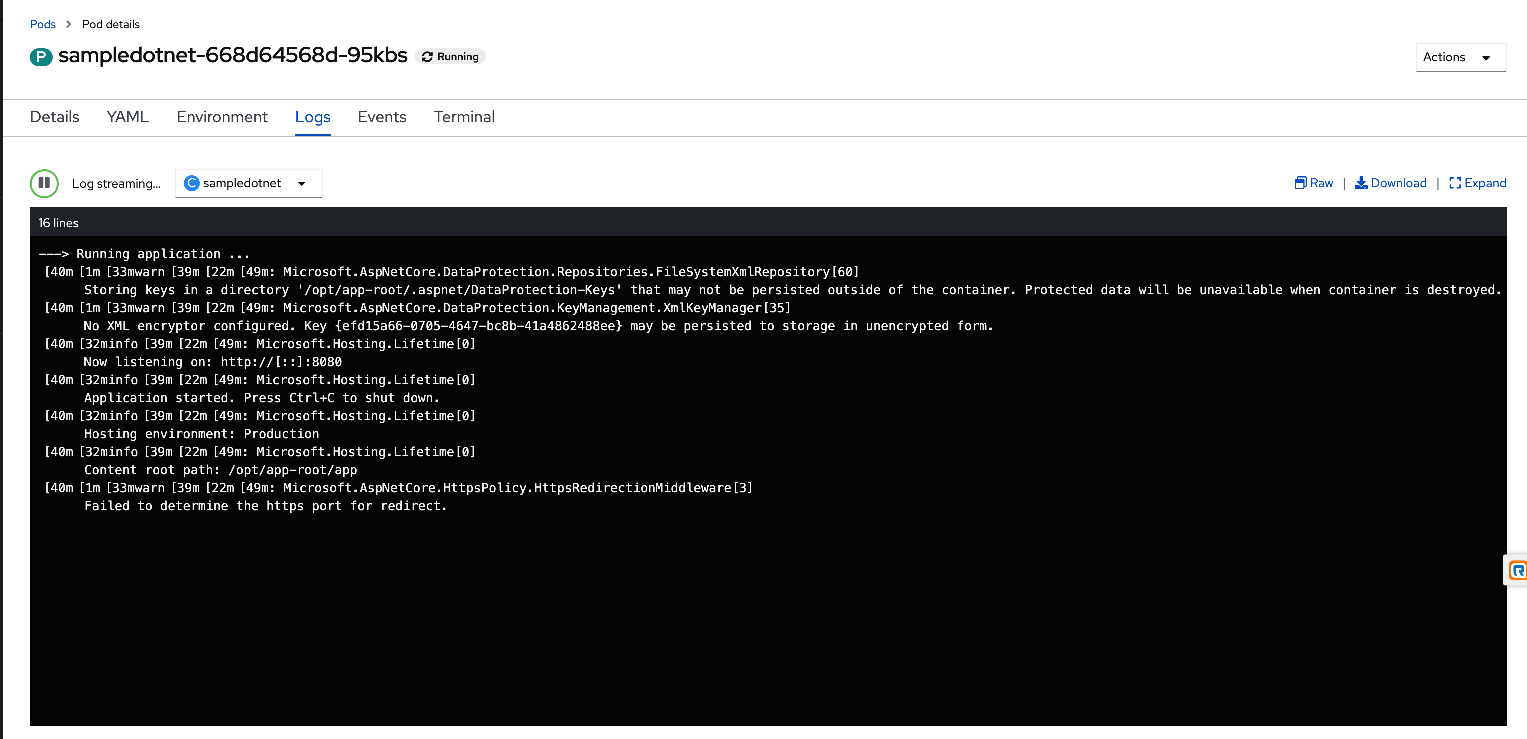 Pods > Pod details
P sampledotnet-668d64568d-95kbs Running
Actions
Details YAML Environment Logs Events Terminal
Log streaming... C sampledotnet
Raw | Download | Expand
16 lines
---> Running application ...
[40m [1m [33mwarn [39m [22m [49m: Microsoft.AspNetCore.DataProtection.Repositories.FileSystemXmlRepository[60]
Storing keys in a directory '/opt/app-root/.aspnet/DataProtection-Keys' that may not be persisted outside of the container. Protected data will be unavailable when container is destroyed.
[40m [1m [33mwarn [39m [22m [49m: Microsoft.AspNetCore.DataProtection.KeyManagement.XmlKeyManager[35]
No XML encryptor configured. Key {efd15a66-0705-4647-bc8b-41a4862488ee} may be persisted to storage in unencrypted form.
[40m [32minfo [39m [22m [49m: Microsoft.Hosting.Lifetime[0]
Now listening on: http://[::]:8080
[40m [32minfo [39m [22m [49m: Microsoft.Hosting.Lifetime[0]
Application started. Press Ctrl+C to shut down.
[40m [32minfo [39m [22m [49m: Microsoft.Hosting.Lifetime[0]
Hosting environment: Production
[40m [32minfo [39m [22m [49m: Microsoft.Hosting.Lifetime[0]
Content root path: /opt/app-root/app
[40m [1m [33mwarn [39m [22m [49m: Microsoft.AspNetCore.HttpsPolicy.HttpsRedirectionMiddleware[3]
Failed to determine the https port for redirect.